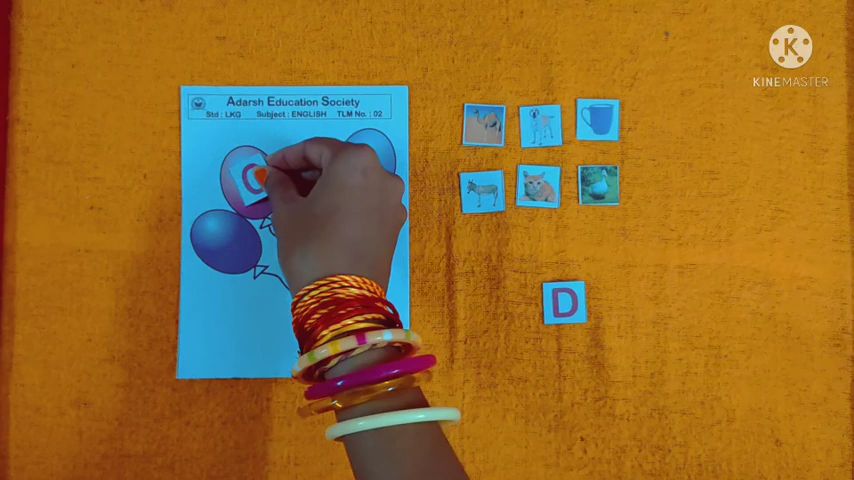 Adarsh Education Society
Std : LKG Subject : ENGLISH TLM No. : 02
C
D
K
KINEMASTER